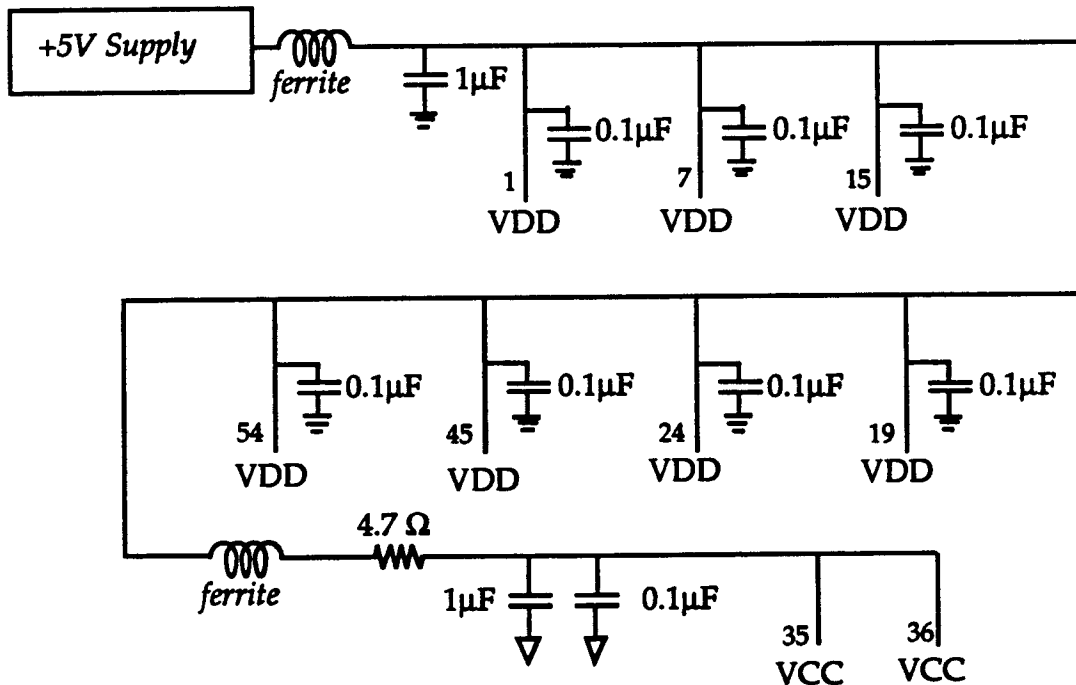 +5V Supply
ferrite
1µF
0.1µF
0.1µF
0.1µF
1
7
15
VDD
VDD
VDD
0.1µF
0.1µF
0.1µF
0.1µF
54
45
24
19
VDD
VDD
VDD
VDD
4.7 Ω
ferrite
1µF
0.1µF
35
36
VCC
VCC